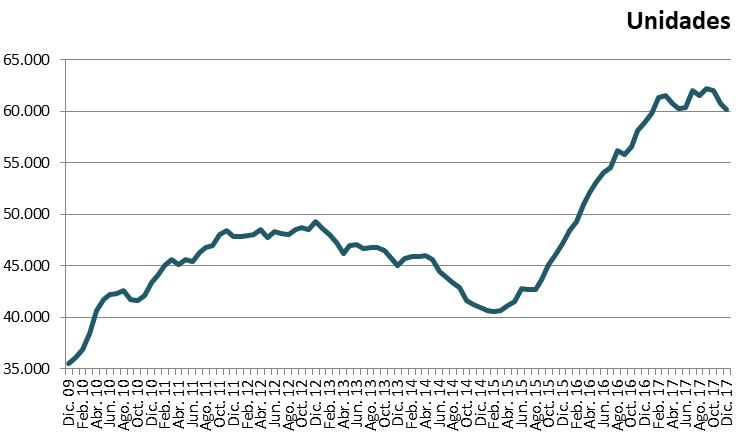 Unidades
65.000
60.000
55.000
50.000
45.000
40.000
35.000
Dic. 09
Feb. 10
Abr. 10
Jun. 10
Ago. 10
Oct. 10
Dic. 10
Feb. 11
Abr. 11
Jun. 11
Ago. 11
Oct. 11
Dic. 11
Feb. 12
Abr. 12
Jun. 12
Ago. 12
Oct. 12
Dic. 12
Feb. 13
Abr. 13
Jun. 13
Ago. 13
Oct. 13
Dic. 13
Feb. 14
Abr. 14
Jun. 14
Ago. 14
Oct. 14
Dic. 14
Feb. 15
Abr. 15
Jun. 15
Ago. 15
Oct. 15
Dic. 15
Feb. 16
Abr. 16
Jun. 16
Ago. 16
Oct. 16
Dic. 16
Feb. 17
Abr. 17
Jun. 17
Ago. 17
Oct. 17
Dic. 17